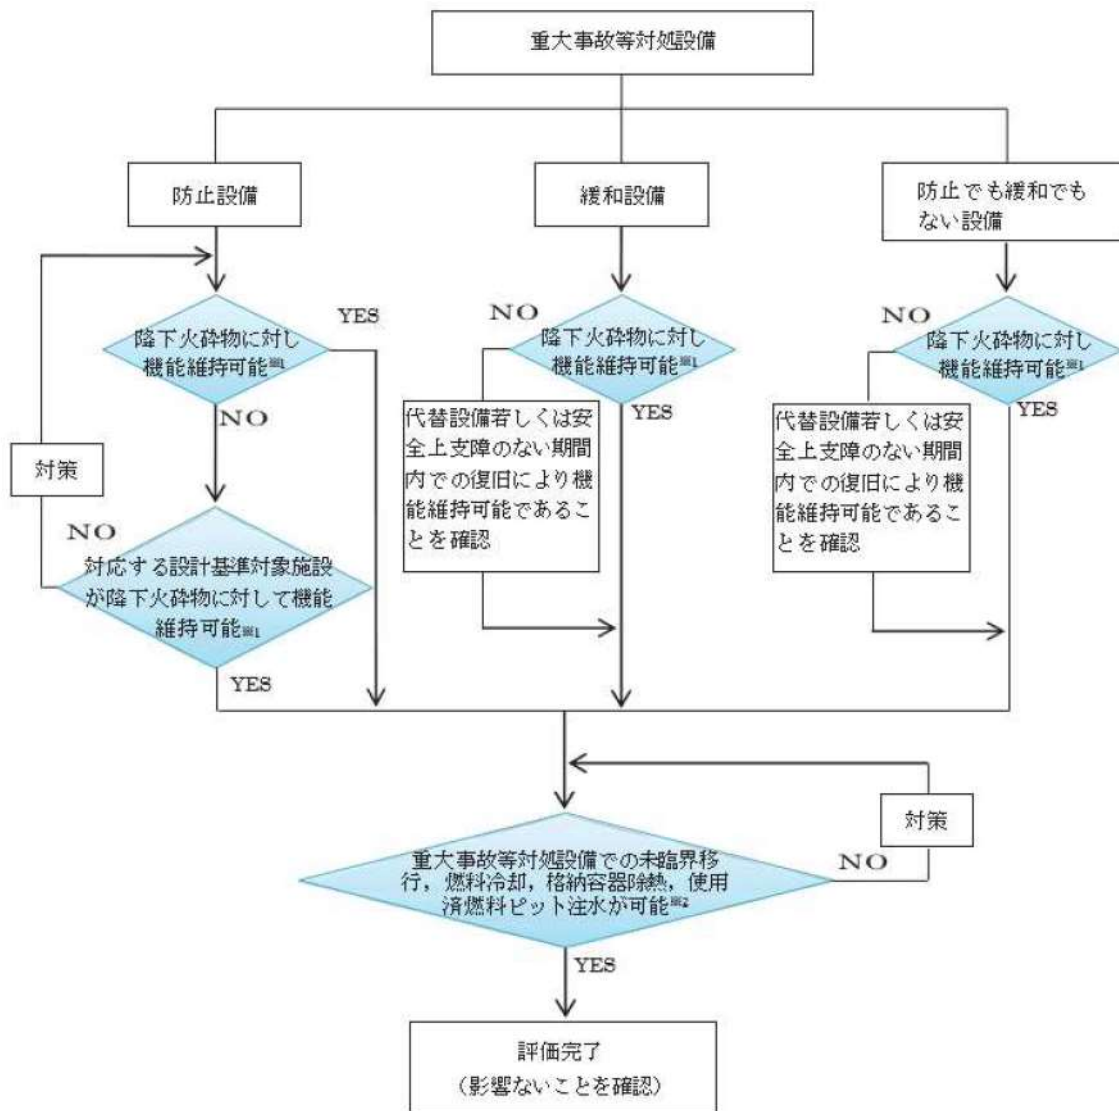 重大事故等対処設備
防止設備
緩和設備
防止でも緩和でも
ない設備
降下火砕物に対し
機能維持可能※1
YES
NO
対策
NO
対応する設計基準対象施設
が降下火砕物に対して機能
維持可能※1
YES
NO
降下火砕物に対し
機能維持可能※1
YES
代替設備若しくは安
全上支障のない期間
内での復旧により機
能維持可能であるこ
とを確認
NO
降下火砕物に対し
機能維持可能※1
YES
代替設備若しくは安
全上支障のない期間
内での復旧により機
能維持可能であるこ
とを確認
対策
NO
重大事故等対処設備での未臨界移
行，燃料冷却，格納容器除熱，使用
済燃料ピット注水が可能※2
YES
評価完了
（影響ないことを確認）